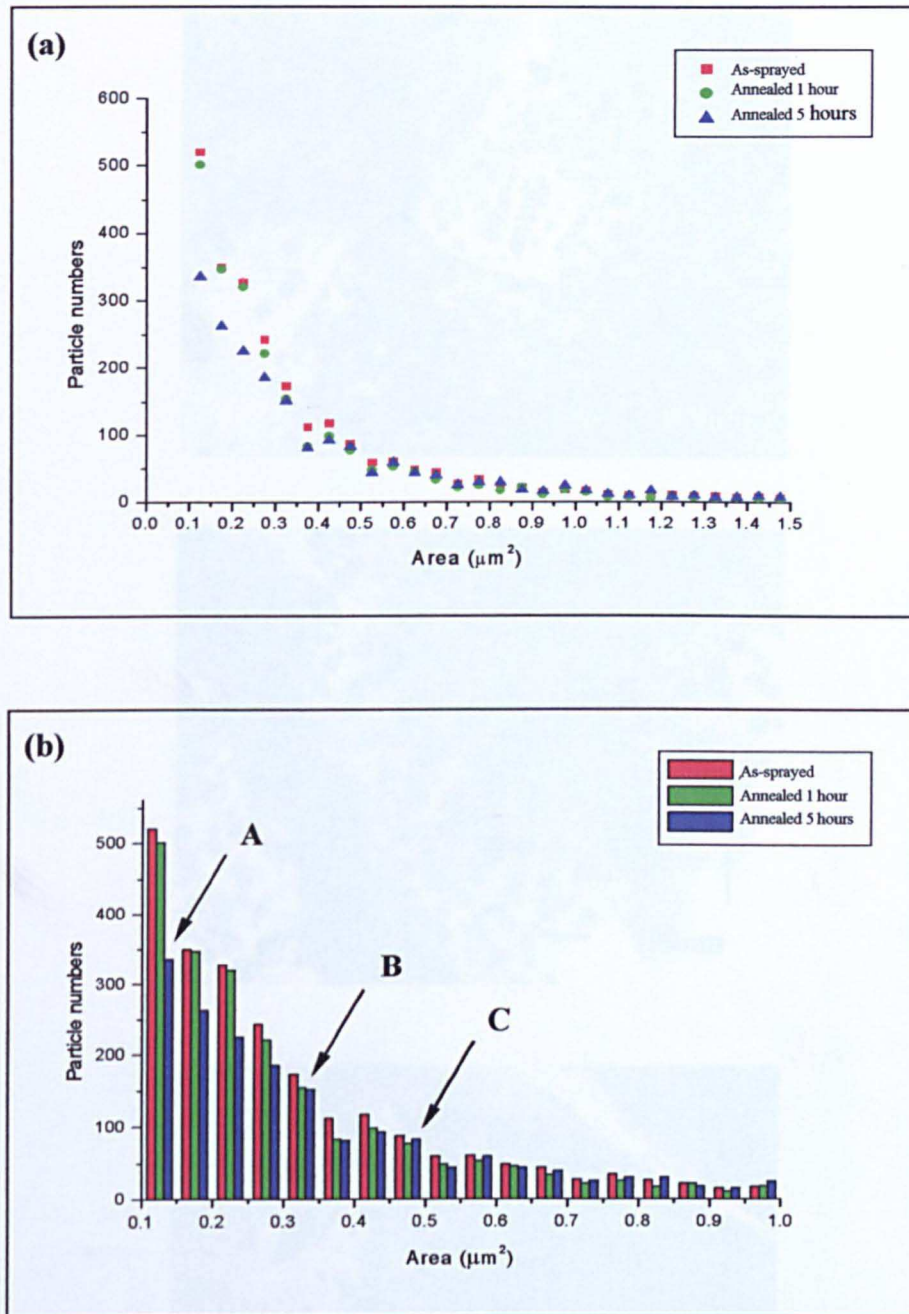 (a)
As-sprayed
Annealed 1 hour
Annealed 5 hours
600
500
400
300
200
100
0
Particle numbers
0.0 0.1 0.2 0.3 0.4 0.5 0.6 0.7 0.8 0.9 1.0 1.1 1.2 1.3 1.4 1.5
Area (μm²)
(b)
As-sprayed
Annealed 1 hour
Annealed 5 hours
A
B
C
500
400
300
200
100
0
Particle numbers
0.1 0.2 0.3 0.4 0.5 0.6 0.7 0.8 0.9 1.0
Area (μm²)